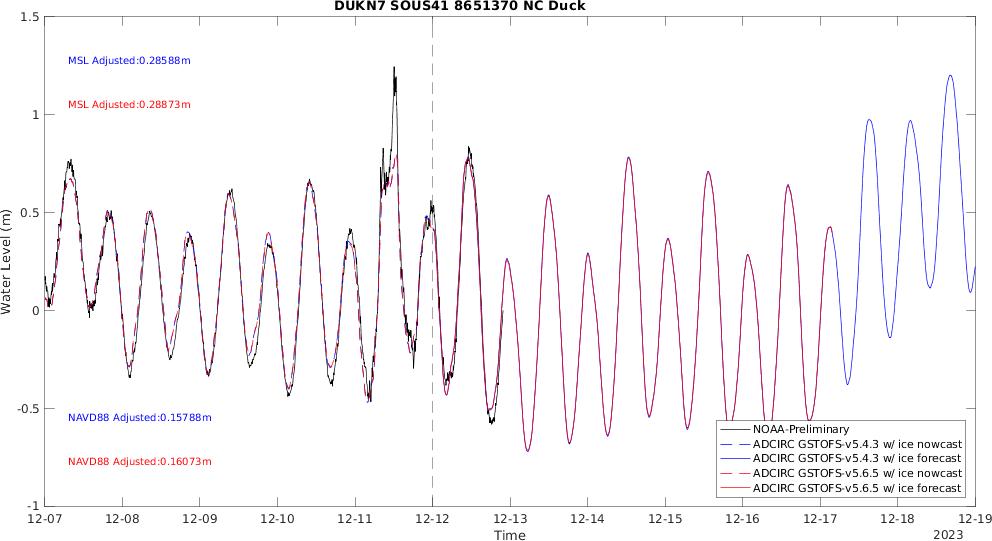 DUKN7 SOUS41 8651370 NC Duck
1.5
1
0.5
0
-0.5
-1
Water Level (m)
MSL Adjusted:0.28588m
MSL Adjusted:0.28873m
NAVD88 Adjusted:0.15788m
NAVD88 Adjusted:0.16073m
NOAA-Preliminary
ADCIRC GSTOFS-v5.4.3 w/ ice nowcast
ADCIRC GSTOFS-v5.4.3 w/ ice forecast
ADCIRC GSTOFS-v5.6.5 w/ ice nowcast
ADCIRC GSTOFS-v5.6.5 w/ ice forecast
12-07 12-08 12-09 12-10 12-11 12-12 12-13 12-14 12-15 12-16 12-17 12-18 12-19
Time
2023